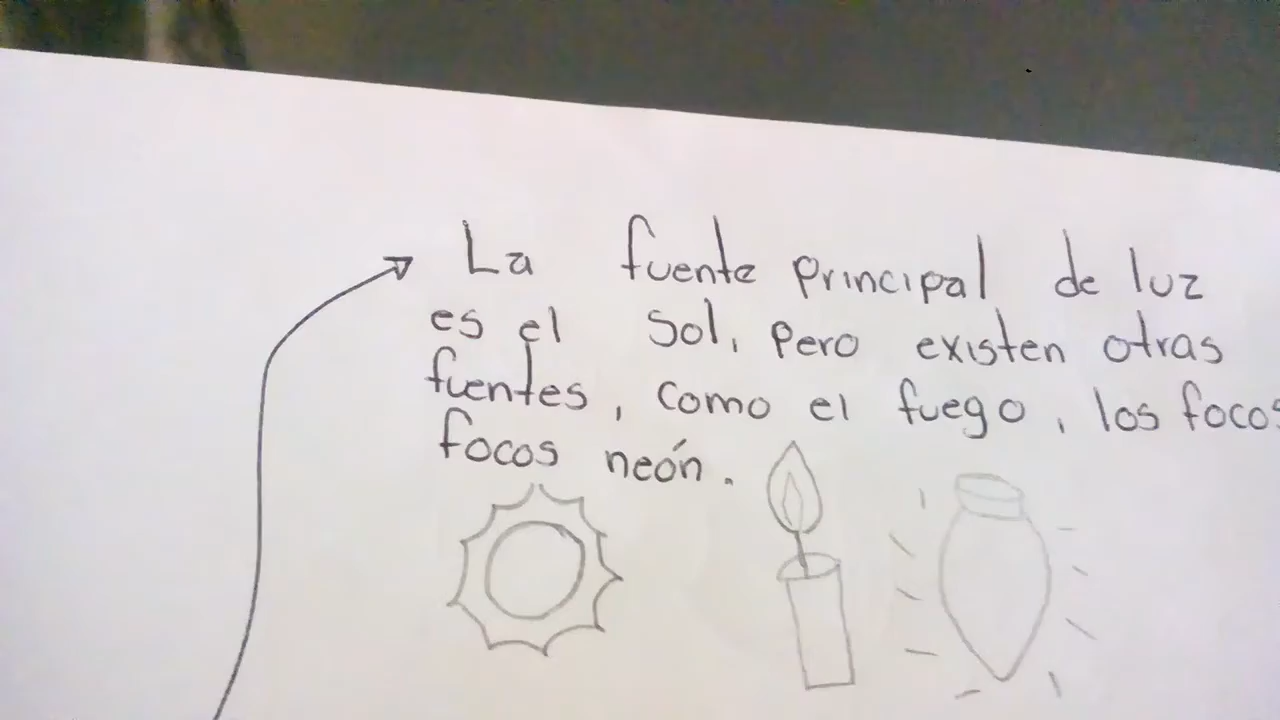 La fuente principal de luz
es el sol, pero existen otras
fuentes, como el fuego, los focos
focos neón.